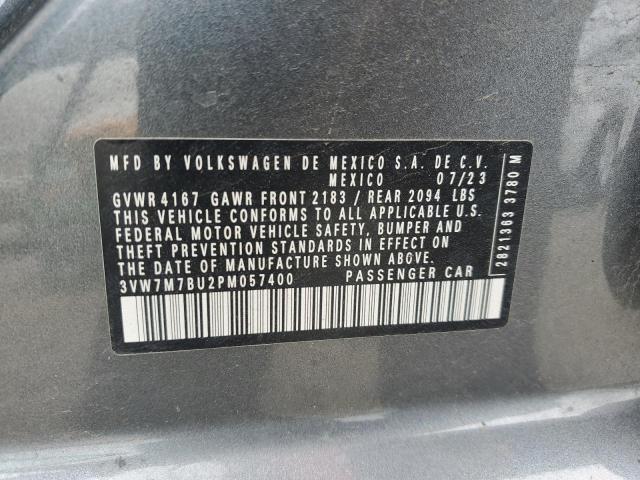 MFD BY VOLKSWAGEN DE MEXICO S.A. DE C.V.
MEXICO 07/23
GVWR 4167 GAWR FRONT 2183 / REAR 2094 LBS
THIS VEHICLE CONFORMS TO ALL APPLICABLE U.S.
FEDERAL MOTOR VEHICLE SAFETY, BUMPER AND
THEFT PREVENTION STANDARDS IN EFFECT ON
THE DATE OF MANUFACTURE SHOWN ABOVE.
3VW7M7BU2PM057400 PASSENGER CAR
2821363 3780 M